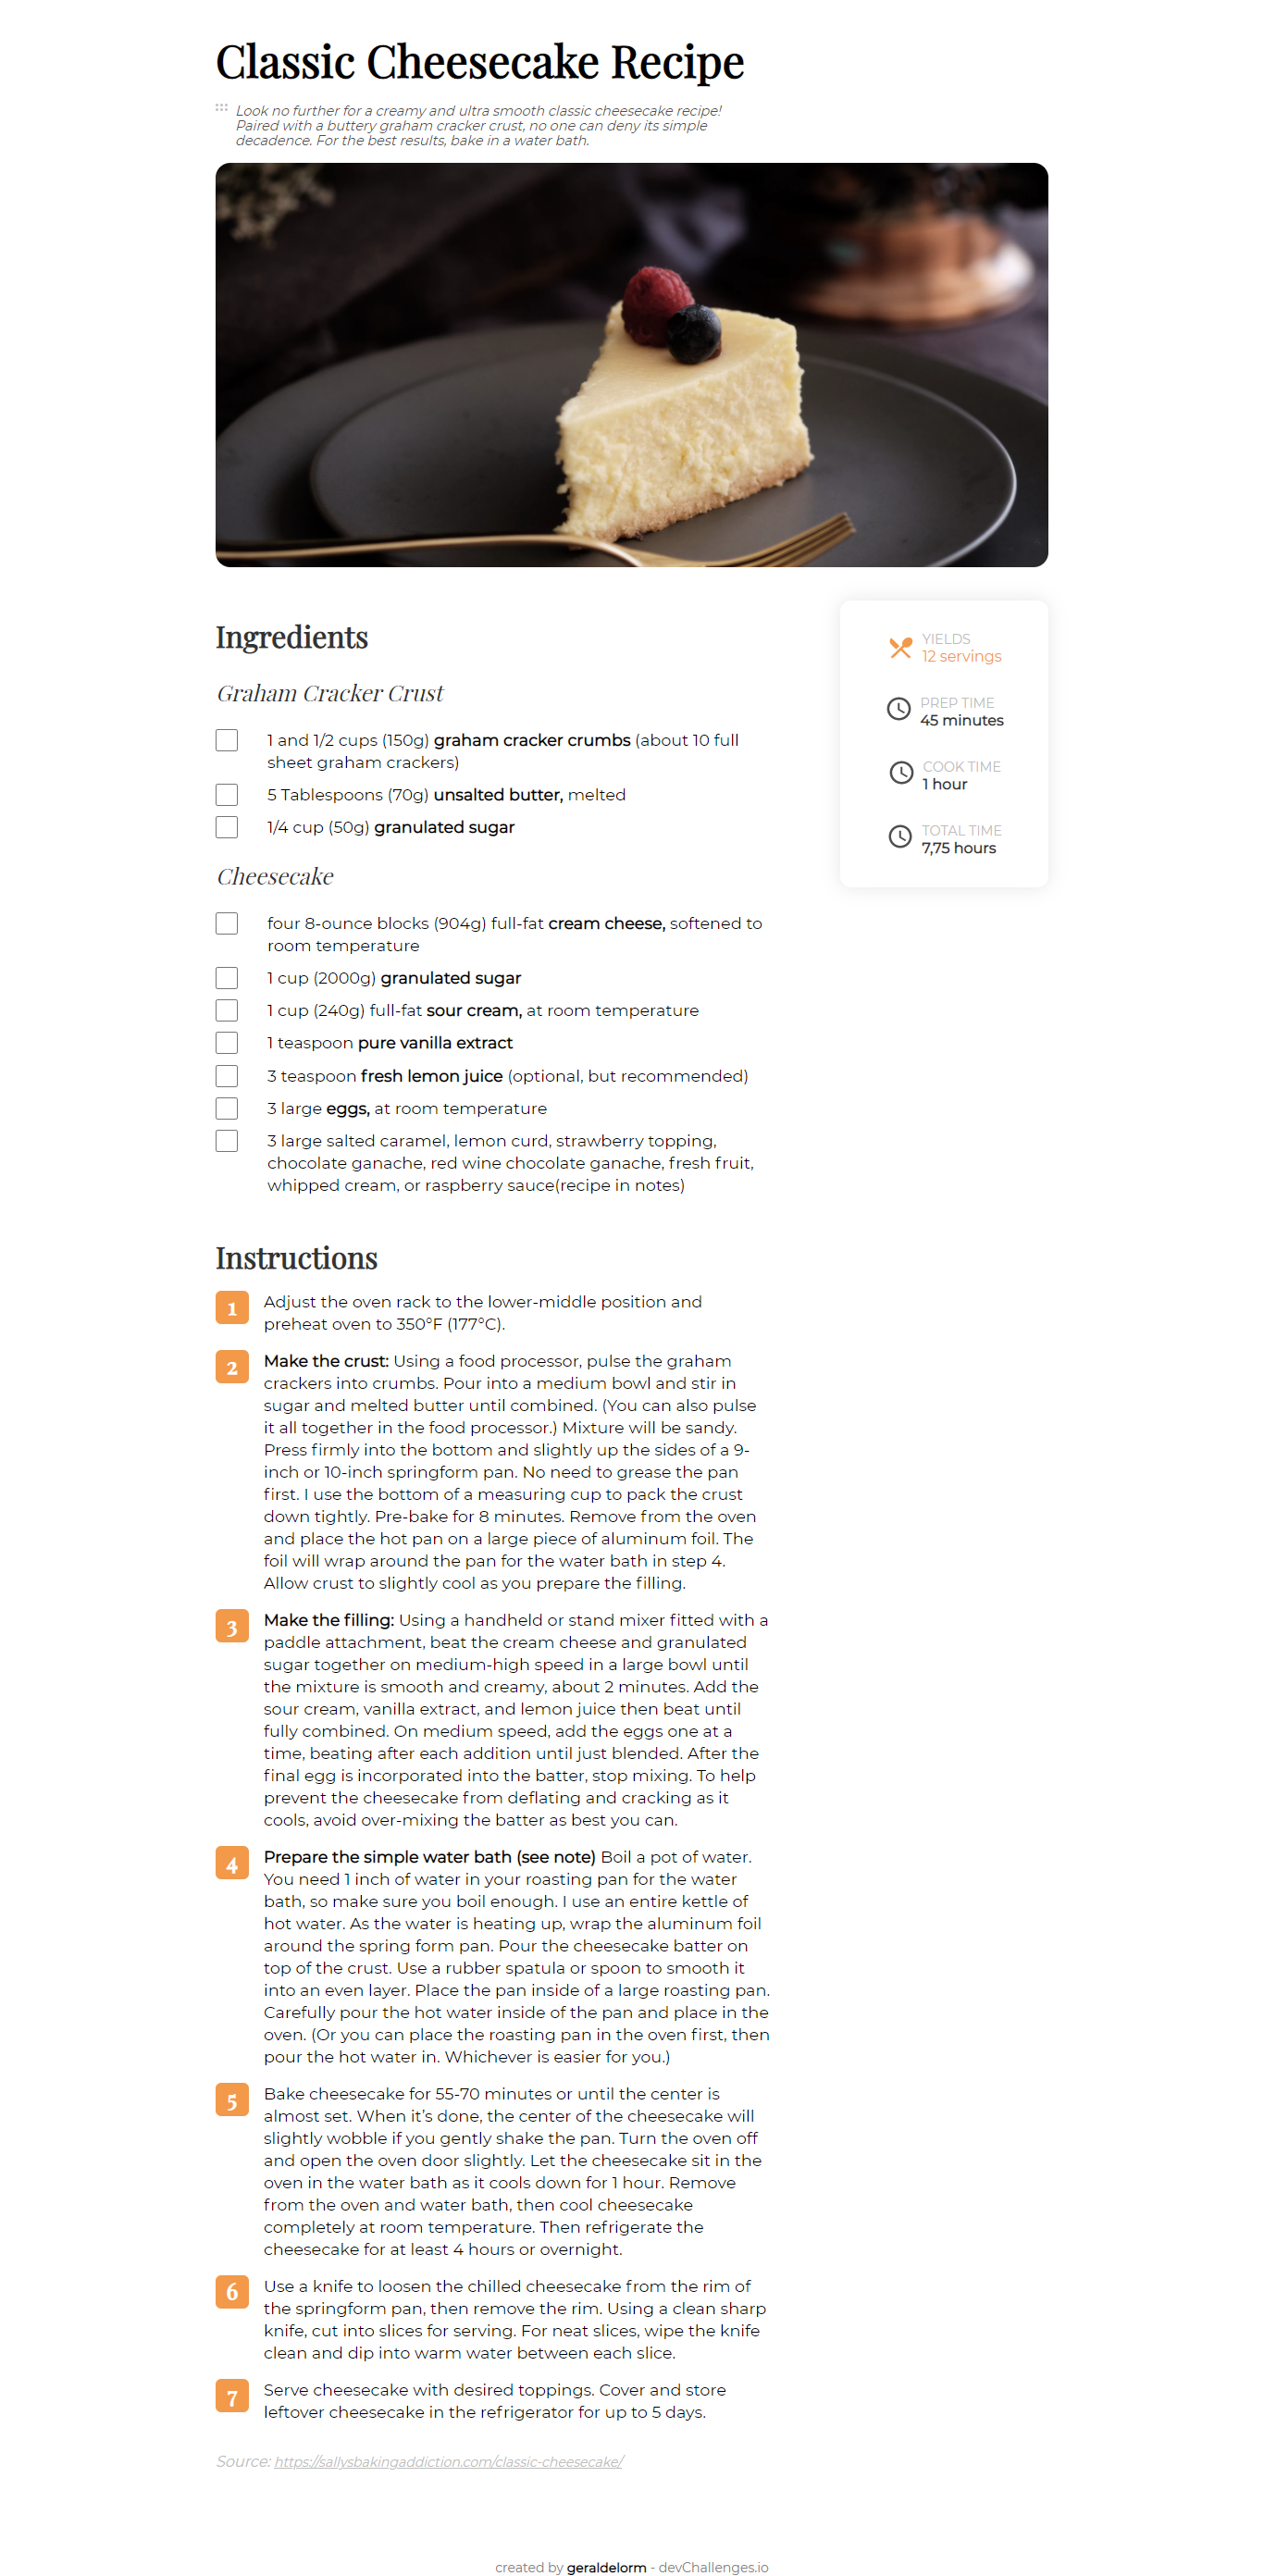 Classic Cheesecake Recipe
Look no further for a creamy and ultra smooth classic cheesecake recipe!
Paired with a buttery graham cracker crust, no one can deny its simple
decadence. For the best results, bake in a water bath.
YIELDS
12 servings
PREP TIME
45 minutes
COOK TIME
1 hour
TOTAL TIME
7,75 hours
Ingredients
Graham Cracker Crust
1 and 1/2 cups (150g) graham cracker crumbs (about 10 full
sheet graham crackers)
5 Tablespoons (70g) unsalted butter, melted
1/4 cup (50g) granulated sugar
Cheesecake
four 8-ounce blocks (904g) full-fat cream cheese, softened to
room temperature
1 cup (2000g) granulated sugar
1 cup (240g) full-fat sour cream, at room temperature
1 teaspoon pure vanilla extract
3 teaspoon fresh lemon juice (optional, but recommended)
3 large eggs, at room temperature
3 large salted caramel, lemon curd, strawberry topping,
chocolate ganache, red wine chocolate ganache, fresh fruit,
whipped cream, or raspberry sauce(recipe in notes)
Instructions
1 Adjust the oven rack to the lower-middle position and
preheat oven to 350°F (177°C).
2 Make the crust: Using a food processor, pulse the graham
crackers into crumbs. Pour into a medium bowl and stir in
sugar and melted butter until combined. (You can also pulse
it all together in the food processor.) Mixture will be sandy.
Press firmly into the bottom and slightly up the sides of a 9-
inch or 10-inch springform pan. No need to grease the pan
first. I use the bottom of a measuring cup to pack the crust
down tightly. Pre-bake for 8 minutes. Remove from the oven
and place the hot pan on a large piece of aluminum foil. The
foil will wrap around the pan for the water bath in step 4.
Allow crust to slightly cool as you prepare the filling.
3 Make the filling: Using a handheld or stand mixer fitted with a
paddle attachment, beat the cream cheese and granulated
sugar together on medium-high speed in a large bowl until
the mixture is smooth and creamy, about 2 minutes. Add the
sour cream, vanilla extract, and lemon juice then beat until
fully combined. On medium speed, add the eggs one at a
time, beating after each addition until just blended. After the
final egg is incorporated into the batter, stop mixing. To help
prevent the cheesecake from deflating and cracking as it
cools, avoid over-mixing the batter as best you can.
4 Prepare the simple water bath (see note) Boil a pot of water.
You need 1 inch of water in your roasting pan for the water
bath, so make sure you boil enough. I use an entire kettle of
hot water. As the water is heating up, wrap the aluminum foil
around the spring form pan. Pour the cheesecake batter on
top of the crust. Use a rubber spatula or spoon to smooth it
into an even layer. Place the pan inside of a large roasting pan.
Carefully pour the hot water inside of the pan and place in the
oven. (Or you can place the roasting pan in the oven first, then
pour the hot water in. Whichever is easier for you.)
5 Bake cheesecake for 55-70 minutes or until the center is
almost set. When it’s done, the center of the cheesecake will
slightly wobble if you gently shake the pan. Turn the oven off
and open the oven door slightly. Let the cheesecake sit in the
oven in the water bath as it cools down for 1 hour. Remove
from the oven and water bath, then cool cheesecake
completely at room temperature. Then refrigerate the
cheesecake for at least 4 hours or overnight.
6 Use a knife to loosen the chilled cheesecake from the rim of
the springform pan, then remove the rim. Using a clean sharp
knife, cut into slices for serving. For neat slices, wipe the knife
clean and dip into warm water between each slice.
7 Serve cheesecake with desired toppings. Cover and store
leftover cheesecake in the refrigerator for up to 5 days.
Source: https://sallysbakingaddiction.com/classic-cheesecake/
created by geraldelorm - devChallenges.io